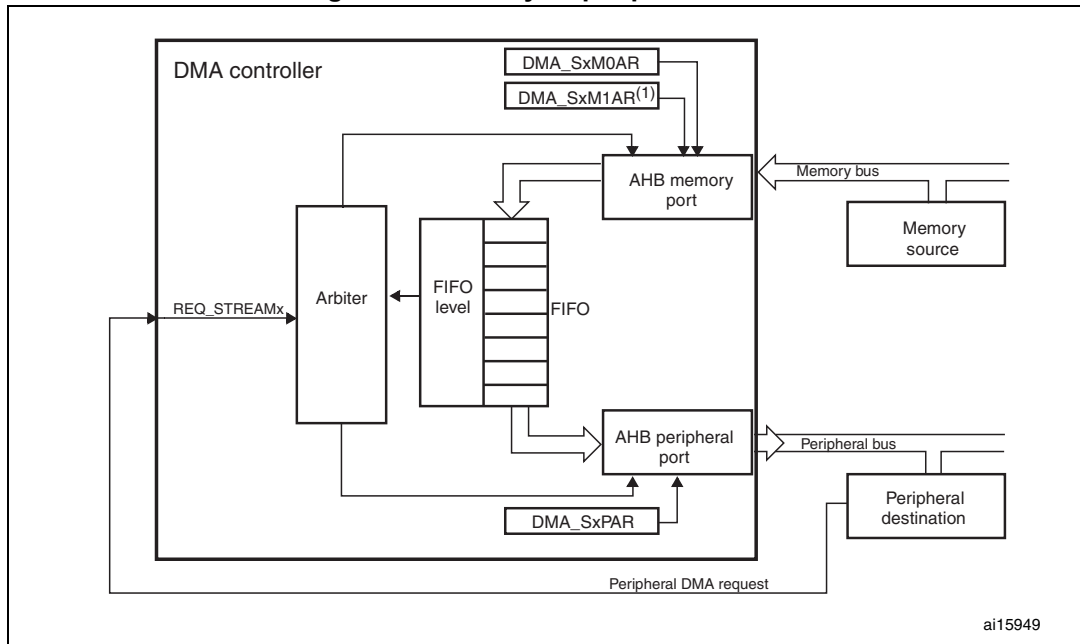 DMA controller
DMA_SxM0AR
DMA_SxM1AR(1)
AHB memory
port
Memory bus
Memory
source
REQ_STREAMx
Arbiter
FIFO
level
FIFO
AHB peripheral
port
Peripheral bus
Peripheral
destination
DMA_SxPAR
Peripheral DMA request
ai15949